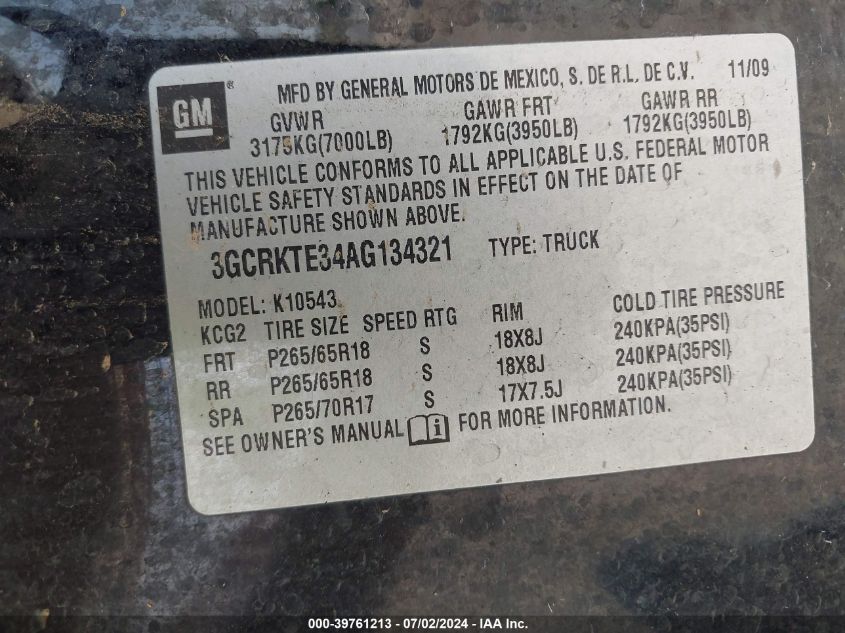 GM®
MFD BY GENERAL MOTORS DE MEXICO, S. DE R.L. DE C.V. 11/09
GVWR GAWR FRT GAWR RR
3175KG(7000LB) 1792KG(3950LB) 1792KG(3950LB)
THIS VEHICLE CONFORMS TO ALL APPLICABLE U.S. FEDERAL MOTOR
VEHICLE SAFETY STANDARDS IN EFFECT ON THE DATE OF
MANUFACTURE SHOWN ABOVE.
3GCRKTE34AG134321 TYPE: TRUCK
MODEL: K10543
KCG2 TIRE SIZE SPEED RTG RIM COLD TIRE PRESSURE
FRT P265/65R18 S 18X8J 240KPA(35PSI)
RR P265/65R18 S 18X8J 240KPA(35PSI)
SPA P265/70R17 S 17X7.5J 240KPA(35PSI)
SEE OWNER'S MANUAL FOR MORE INFORMATION.
000-39761213 - 07/02/2024 - IAA Inc.